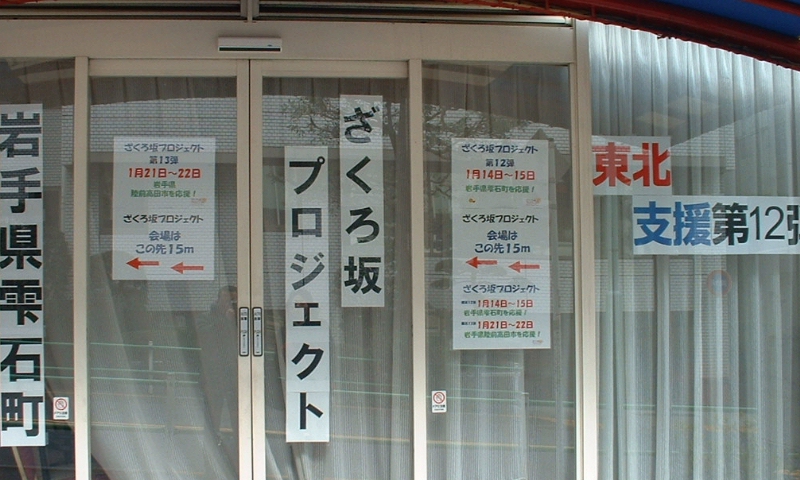 岩手県雫石町
ざくろ坂プロジェクト
第13弾
1月21日～22日
岩手県
陸前高田市を応援！
ざくろ坂プロジェクト
会場は
この先15m
ざくろ坂
プロジェクト
ざくろ坂プロジェクト
第12弾
1月14日～15日
岩手県雫石町を応援！
ざくろ坂プロジェクト
会場は
この先15m
ざくろ坂プロジェクト
1月14日～15日
岩手県雫石町を応援！
1月21日～22日
岩手県陸前高田市を応援！
東北
支援第12弾